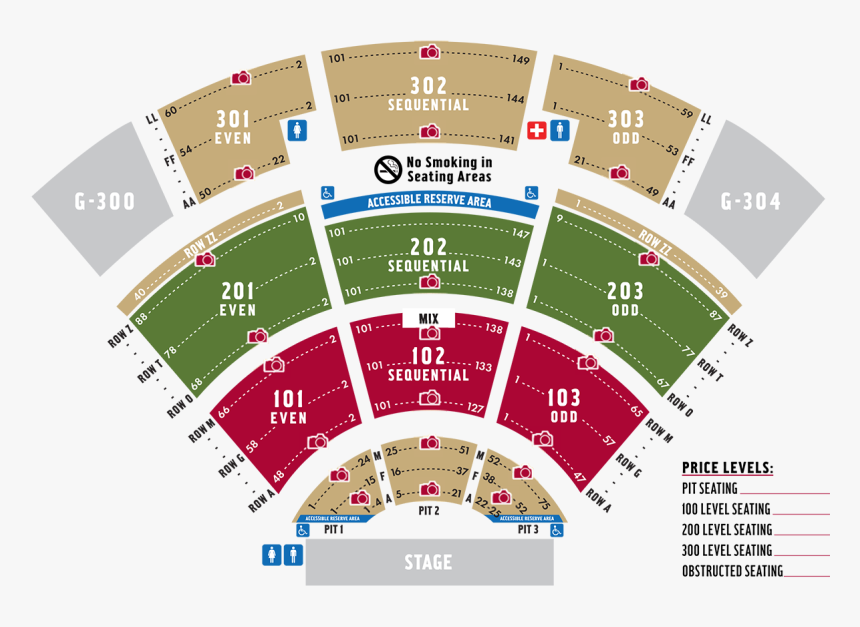 101 149
302
SEQUENTIAL
101 144
101 141
2
60
301
EVEN
2
54
22
50
LL
FF
AA
1
59
303
ODD
1
53
21
49
LL
FF
AA
G-300
G-304
No Smoking in
Seating Areas
ACCESSIBLE RESERVE AREA
2
ROW ZZ
40
1
ROW ZZ
39
10
88
201
EVEN
2
78
2
68
ROW Z
ROW T
ROW O
101 147
202
SEQUENTIAL
101 143
101 138
9
87
203
ODD
1
77
1
67
ROW Z
ROW T
ROW O
MIX
101 138
102
SEQUENTIAL
101 133
101 127
2
66
101
EVEN
2
58
2
48
ROW M
ROW G
ROW A
1
65
103
ODD
1
57
1
47
ROW M
ROW G
ROW A
1 24
1 15
1 4
M
F
A
ACCESSIBLE RESERVE AREA
PIT 1
25 51
16 37
5 21
PIT 2
M
F
A
52 75
38 52
22-25
ACCESSIBLE RESERVE AREA
PIT 3
STAGE
PRICE LEVELS:
PIT SEATING
100 LEVEL SEATING
200 LEVEL SEATING
300 LEVEL SEATING
OBSTRUCTED SEATING